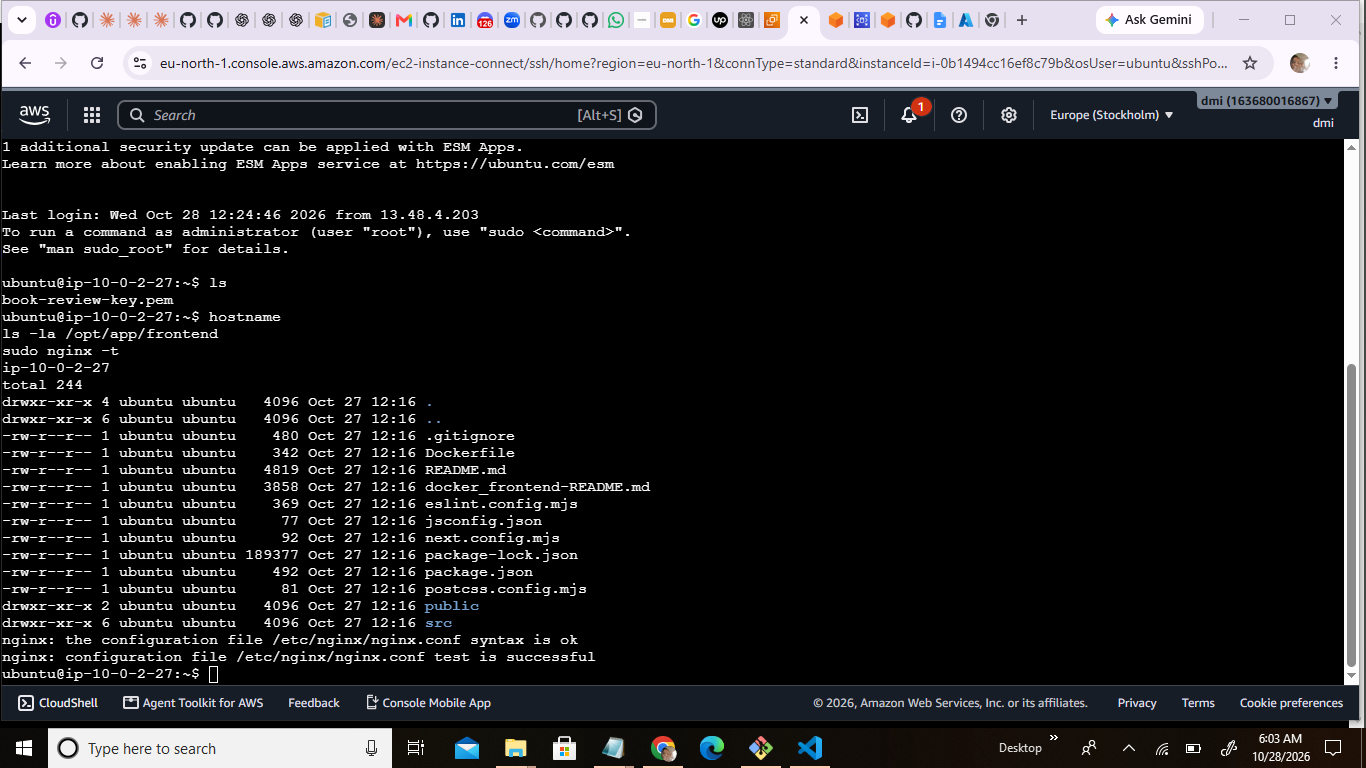 126
Ask Gemini
eu-north-1.console.aws.amazon.com/ec2-instance-connect/ssh/home?region=eu-north-1&connType=standard&instanceId=i-0b1494cc16ef8c79b&osUser=ubuntu&sshPo...
aws
Search
[Alt+S]
1
Europe (Stockholm)
dmi (163680016867)
dmi
1 additional security update can be applied with ESM Apps.
Learn more about enabling ESM Apps service at https://ubuntu.com/esm
Last login: Wed Oct 28 12:24:46 2026 from 13.48.4.203
To run a command as administrator (user "root"), use "sudo <command>".
See "man sudo_root" for details.
ubuntu@ip-10-0-2-27:~$ ls
book-review-key.pem
ubuntu@ip-10-0-2-27:~$ hostname
ls -la /opt/app/frontend
sudo nginx -t
ip-10-0-2-27
total 244
drwxr-xr-x 4 ubuntu ubuntu   4096 Oct 27 12:16 .
drwxr-xr-x 6 ubuntu ubuntu   4096 Oct 27 12:16 ..
-rw-r--r-- 1 ubuntu ubuntu    480 Oct 27 12:16 .gitignore
-rw-r--r-- 1 ubuntu ubuntu    342 Oct 27 12:16 Dockerfile
-rw-r--r-- 1 ubuntu ubuntu   4819 Oct 27 12:16 README.md
-rw-r--r-- 1 ubuntu ubuntu   3858 Oct 27 12:16 docker_frontend-README.md
-rw-r--r-- 1 ubuntu ubuntu    369 Oct 27 12:16 eslint.config.mjs
-rw-r--r-- 1 ubuntu ubuntu     77 Oct 27 12:16 jsconfig.json
-rw-r--r-- 1 ubuntu ubuntu     92 Oct 27 12:16 next.config.mjs
-rw-r--r-- 1 ubuntu ubuntu 189377 Oct 27 12:16 package-lock.json
-rw-r--r-- 1 ubuntu ubuntu    492 Oct 27 12:16 package.json
-rw-r--r-- 1 ubuntu ubuntu     81 Oct 27 12:16 postcss.config.mjs
drwxr-xr-x 2 ubuntu ubuntu   4096 Oct 27 12:16 public
drwxr-xr-x 6 ubuntu ubuntu   4096 Oct 27 12:16 src
nginx: the configuration file /etc/nginx/nginx.conf syntax is ok
nginx: configuration file /etc/nginx/nginx.conf test is successful
ubuntu@ip-10-0-2-27:~$
CloudShell
Agent Toolkit for AWS
Feedback
Console Mobile App
© 2026, Amazon Web Services, Inc. or its affiliates.
Privacy
Terms
Cookie preferences
Type here to search
Desktop
6:03 AM
10/28/2026